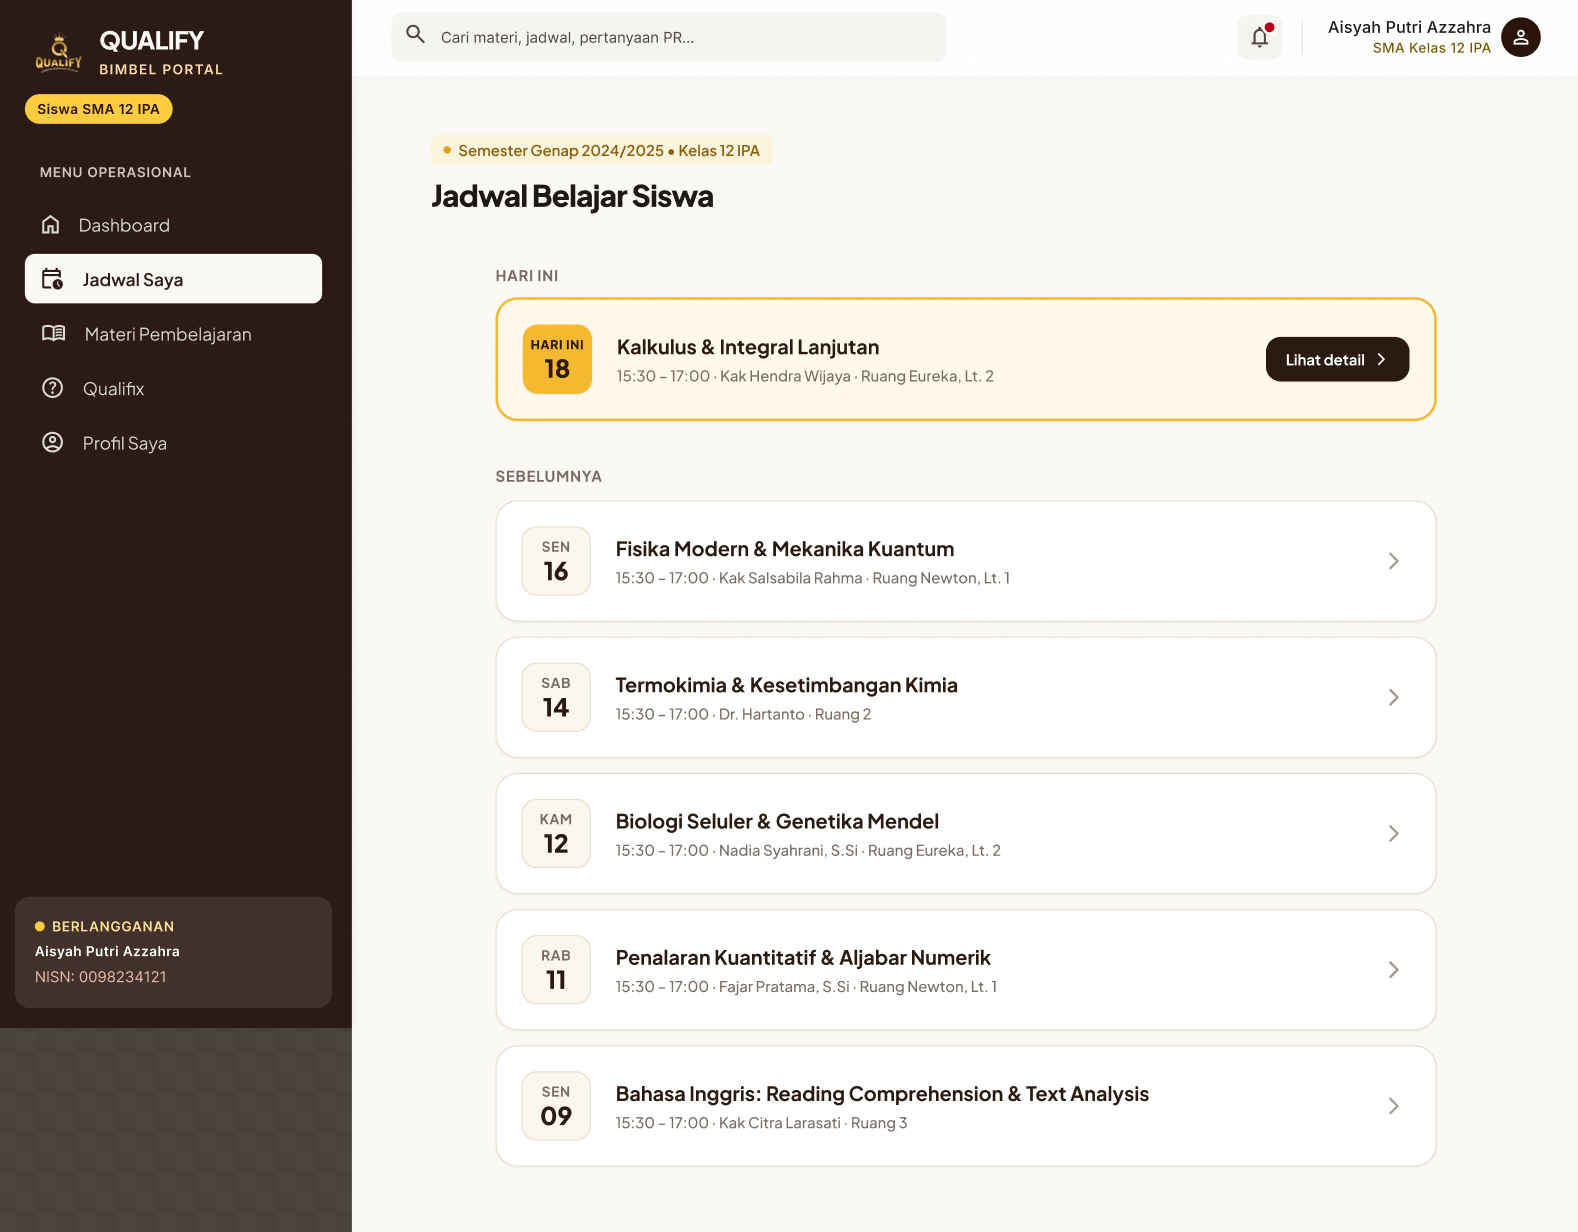 QUALIFY
QUALIFY
BIMBEL PORTAL
Siswa SMA 12 IPA
MENU OPERASIONAL
Dashboard
Jadwal Saya
Materi Pembelajaran
Qualifix
Profil Saya
BERLANGGANAN
Aisyah Putri Azzahra
NISN: 0098234121
Cari materi, jadwal, pertanyaan PR...
Aisyah Putri Azzahra
SMA Kelas 12 IPA
Semester Genap 2024/2025 • Kelas 12 IPA
Jadwal Belajar Siswa
HARI INI
HARI INI
18
Kalkulus & Integral Lanjutan
15:30 – 17:00 · Kak Hendra Wijaya · Ruang Eureka, Lt. 2
Lihat detail
SEBELUMNYA
SEN
16
Fisika Modern & Mekanika Kuantum
15:30 – 17:00 · Kak Salsabila Rahma · Ruang Newton, Lt. 1
SAB
14
Termokimia & Kesetimbangan Kimia
15:30 – 17:00 · Dr. Hartanto · Ruang 2
KAM
12
Biologi Seluler & Genetika Mendel
15:30 – 17:00 · Nadia Syahrani, S.Si · Ruang Eureka, Lt. 2
RAB
11
Penalaran Kuantitatif & Aljabar Numerik
15:30 – 17:00 · Fajar Pratama, S.Si · Ruang Newton, Lt. 1
SEN
09
Bahasa Inggris: Reading Comprehension & Text Analysis
15:30 – 17:00 · Kak Citra Larasati · Ruang 3